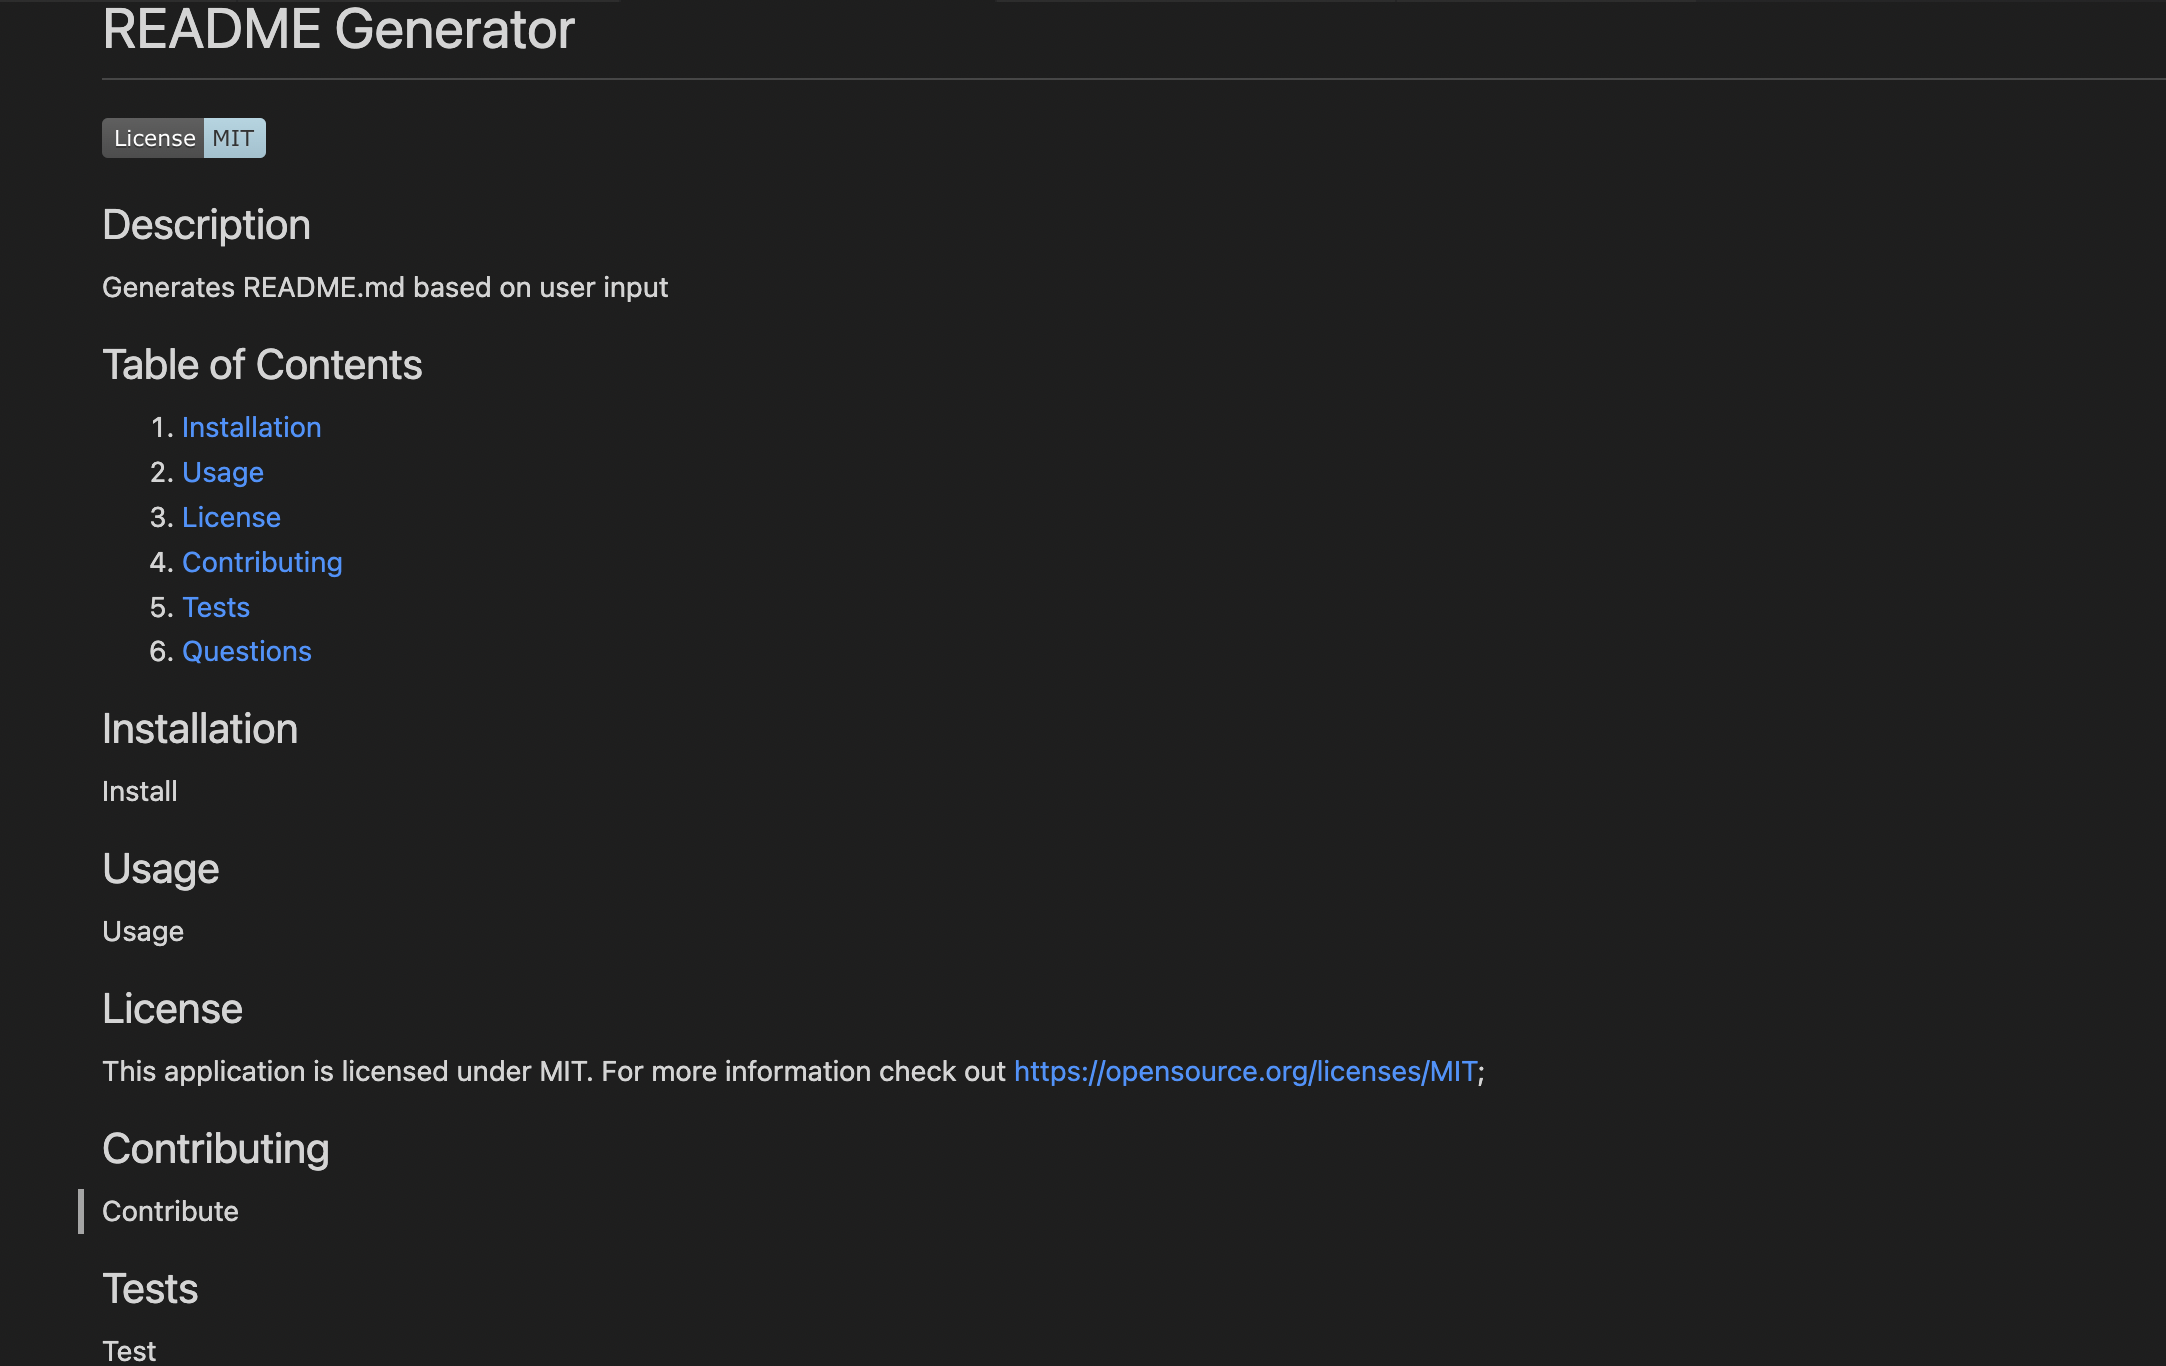 README Generator
License MIT
Description
Generates README.md based on user input
Table of Contents
1. Installation
2. Usage
3. License
4. Contributing
5. Tests
6. Questions
Installation
Install
Usage
Usage
License
This application is licensed under MIT. For more information check out https://opensource.org/licenses/MIT;
Contributing
Contribute
Tests
Test